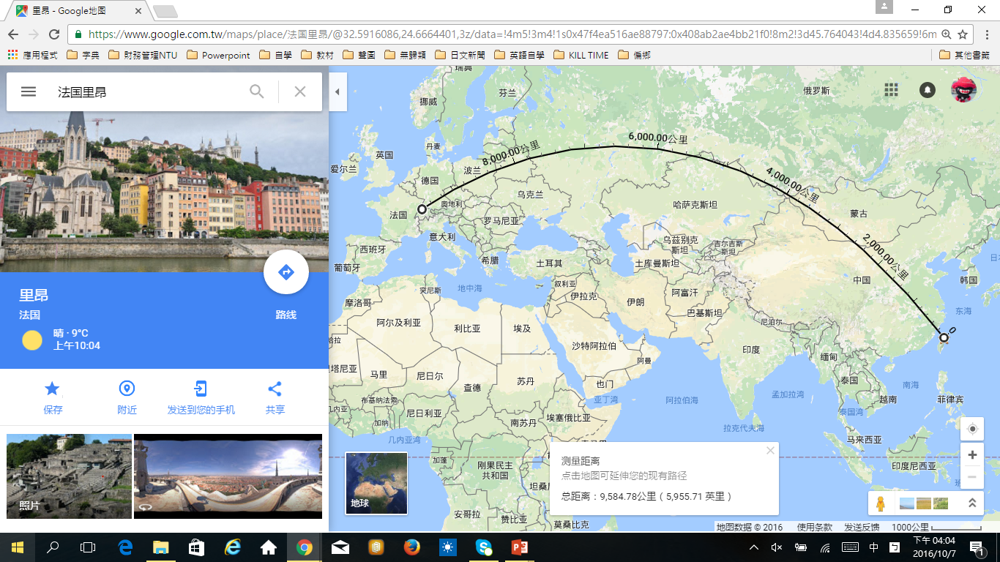 里昂 - Google地图
https://www.google.com.tw/maps/place/法国里昂/@32.5916086,24.6664401,3z/data=!4m5!3m4!1s0x47f4ea516ae88797:0x408ab2ae4bb21f0!8m2!3d45.764043!4d4.835659!6m
應用程式 字典 財務管理NTU Powerpoint 自學 教材 聲園 無歸類 日文新聞 英語自學 KILL TIME 偏鄉 其他書籤
法国里昂
里昂
法国
路线
晴 · 9°C
上午10:04
保存 附近 发送到您的手机 共享
照片
瑞典
挪威
芬兰
俄罗斯
6,000.00公里
8,000.00公里
丹麦
英国
爱尔兰
波兰
德国
4,000.00公里
乌克兰
奥地利
哈萨克斯坦
法国
蒙古
罗马尼亚
意大利
2,000.00公里
乌兹别克
斯坦
吉尔吉斯
斯坦
西班牙
希腊
土耳其
土库曼斯坦
葡萄牙
中国
韩国
叙利亚
地中海
突尼斯
伊拉克
伊朗
阿富汗
摩洛哥
巴基斯坦
东海
阿尔及利亚
利比亚
埃及
尼泊尔
0
沙特阿拉伯
印度
缅甸
阿曼
马里
尼日尔
乍得
苏丹
也门
泰国
南海
亚丁湾
阿拉伯海
孟加拉湾
越南
菲律宾
布基纳法索
尼日利亚
泰国湾
加纳
南苏丹
埃塞俄比亚
拉克代夫海
几内亚湾
马来西亚
加蓬
刚果民主
共和国
印度尼西亚
安哥拉
赞比亚
莫桑比克
地球
测量距离
点击地图可延伸您的现有路径
总距离：9,584.78公里（5,955.71 英里）
地图数据 © 2016 使用条款 发送反馈 1000公里
中
下午 04:04
2016/10/7
1